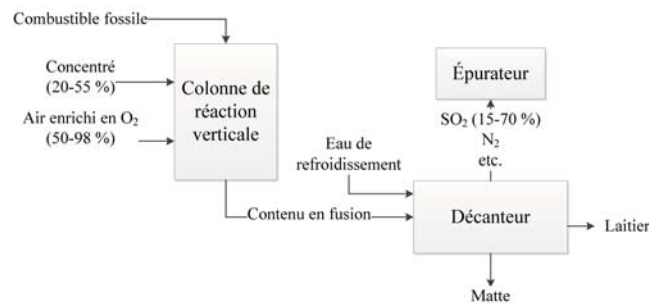 Combustible fossile
Concentré
(20-55 %)
Air enrichi en O₂
(50-98 %)
Colonne de
réaction
verticale
Épurateur
SO₂ (15-70 %)
N₂
etc.
Eau de
refroidissement
Contenu en fusion
Décanteur
Laitier
Matte